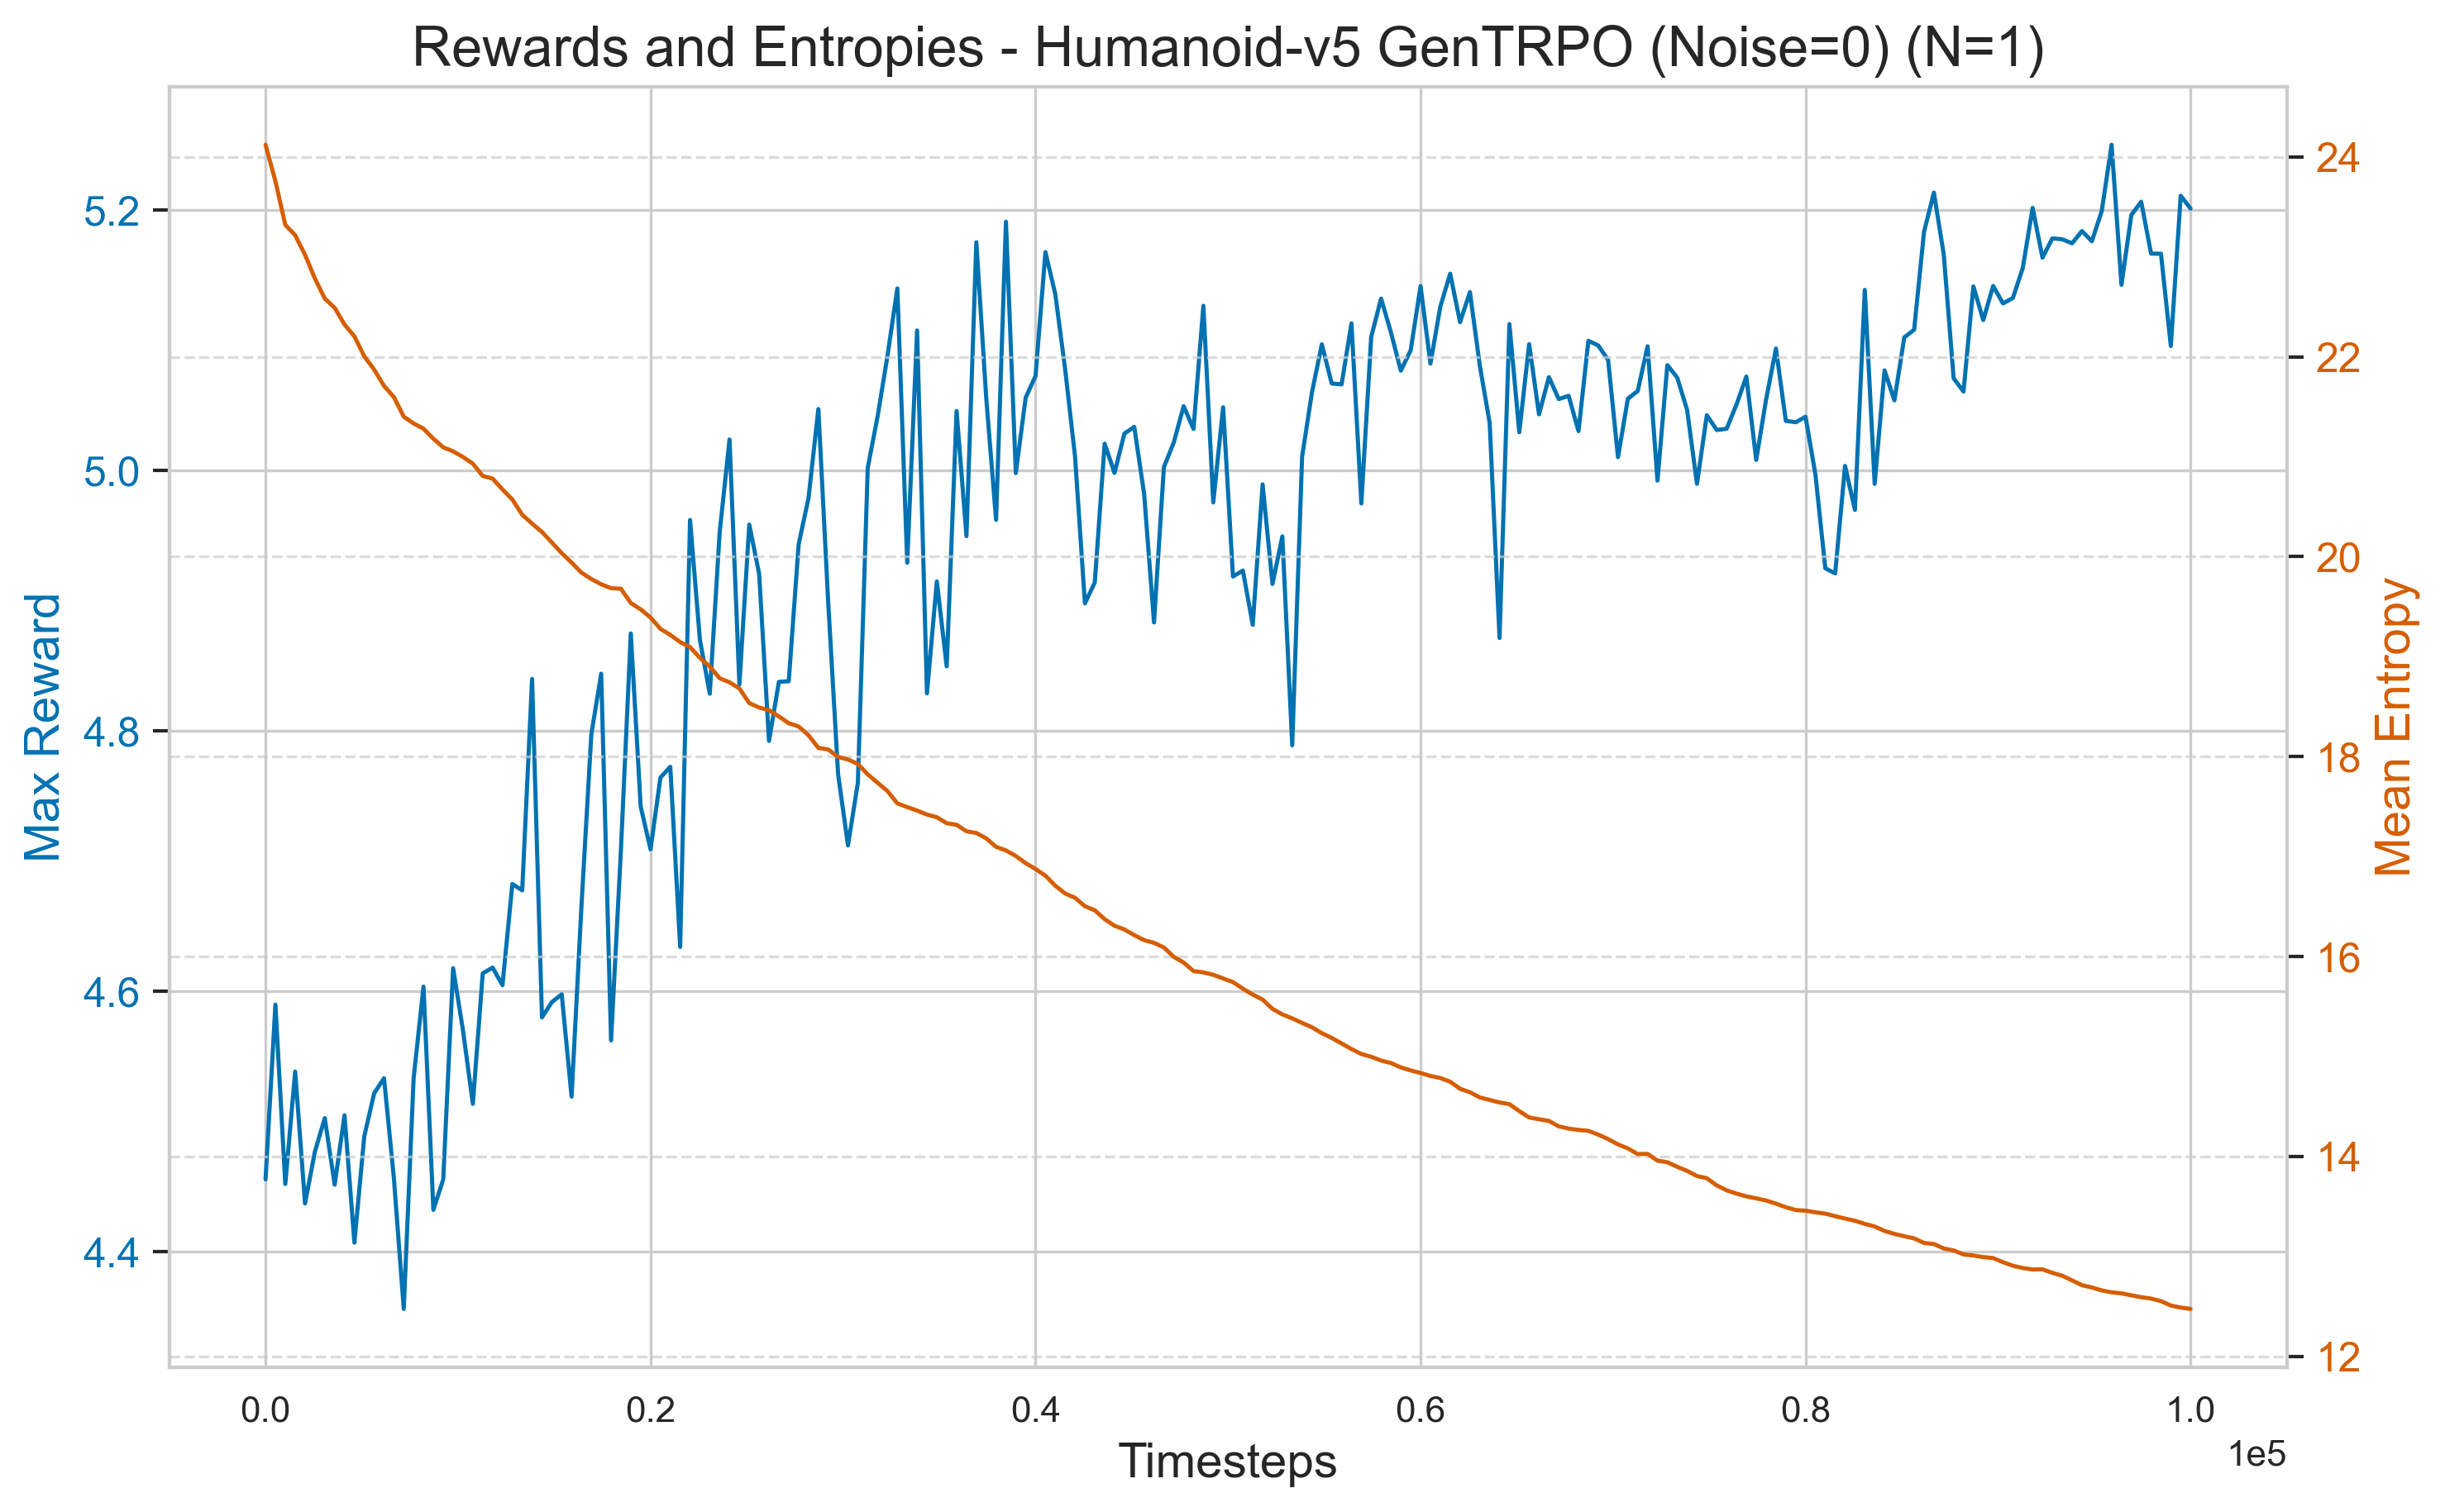 Rewards and Entropies - Humanoid-v5 GenTRPO (Noise=0) (N=1)
Max Reward
5.2
5.0
4.8
4.6
4.4
24
22
20
18
16
14
12
Mean Entropy
0.0 0.2 0.4 0.6 0.8 1.0
1e5
Timesteps